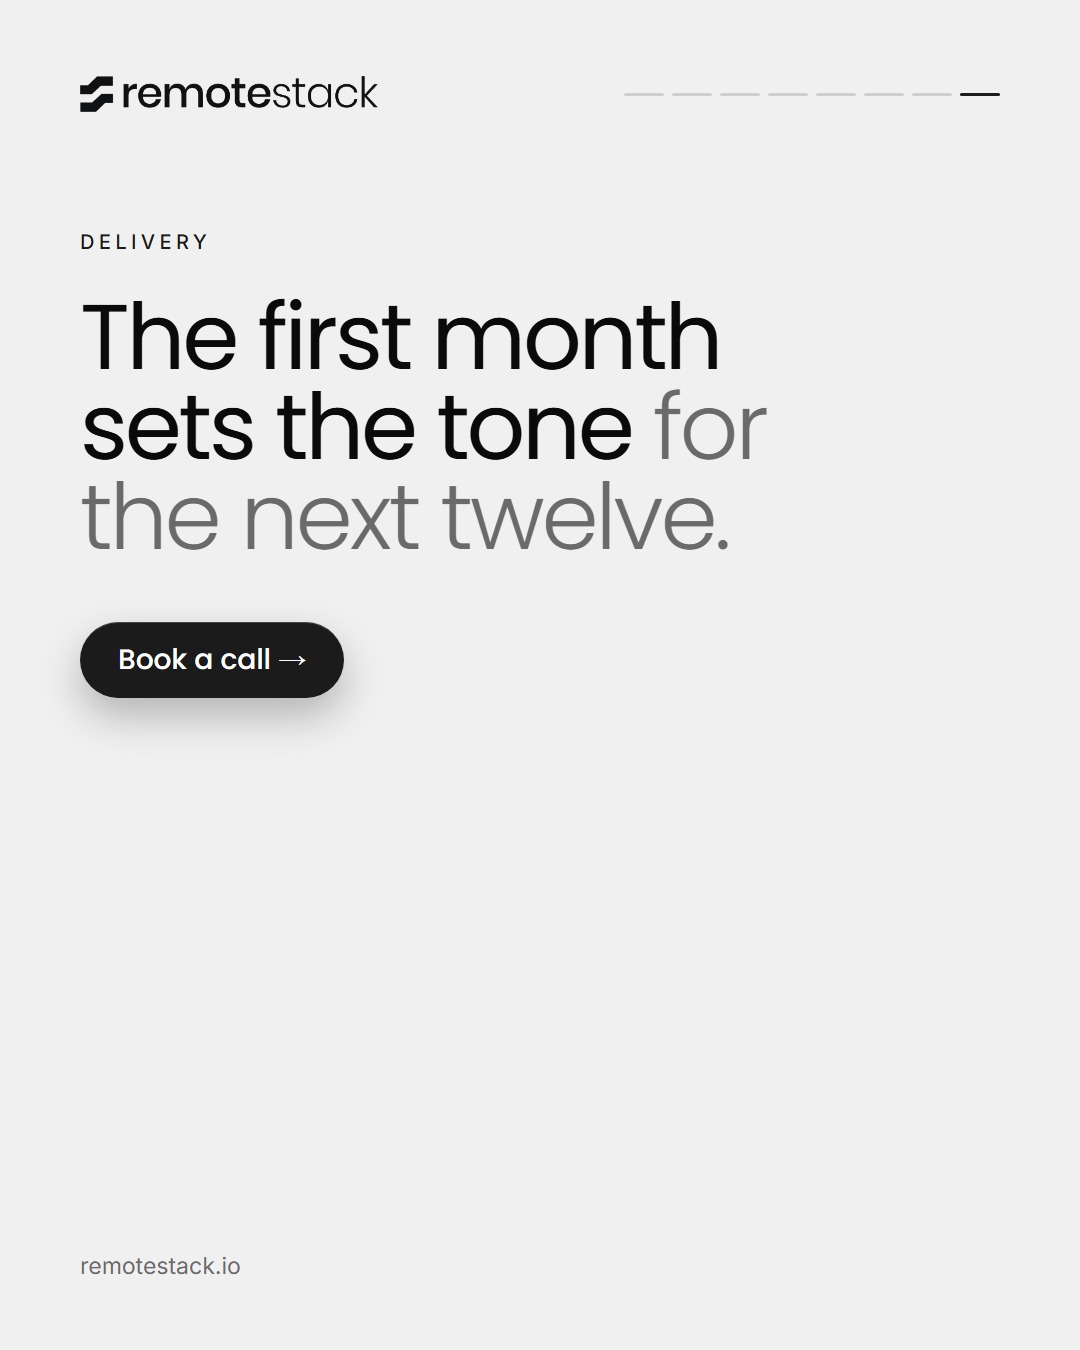 remotestack
DELIVERY
The first month
sets the tone for
the next twelve.
Book a call →
remotestack.io